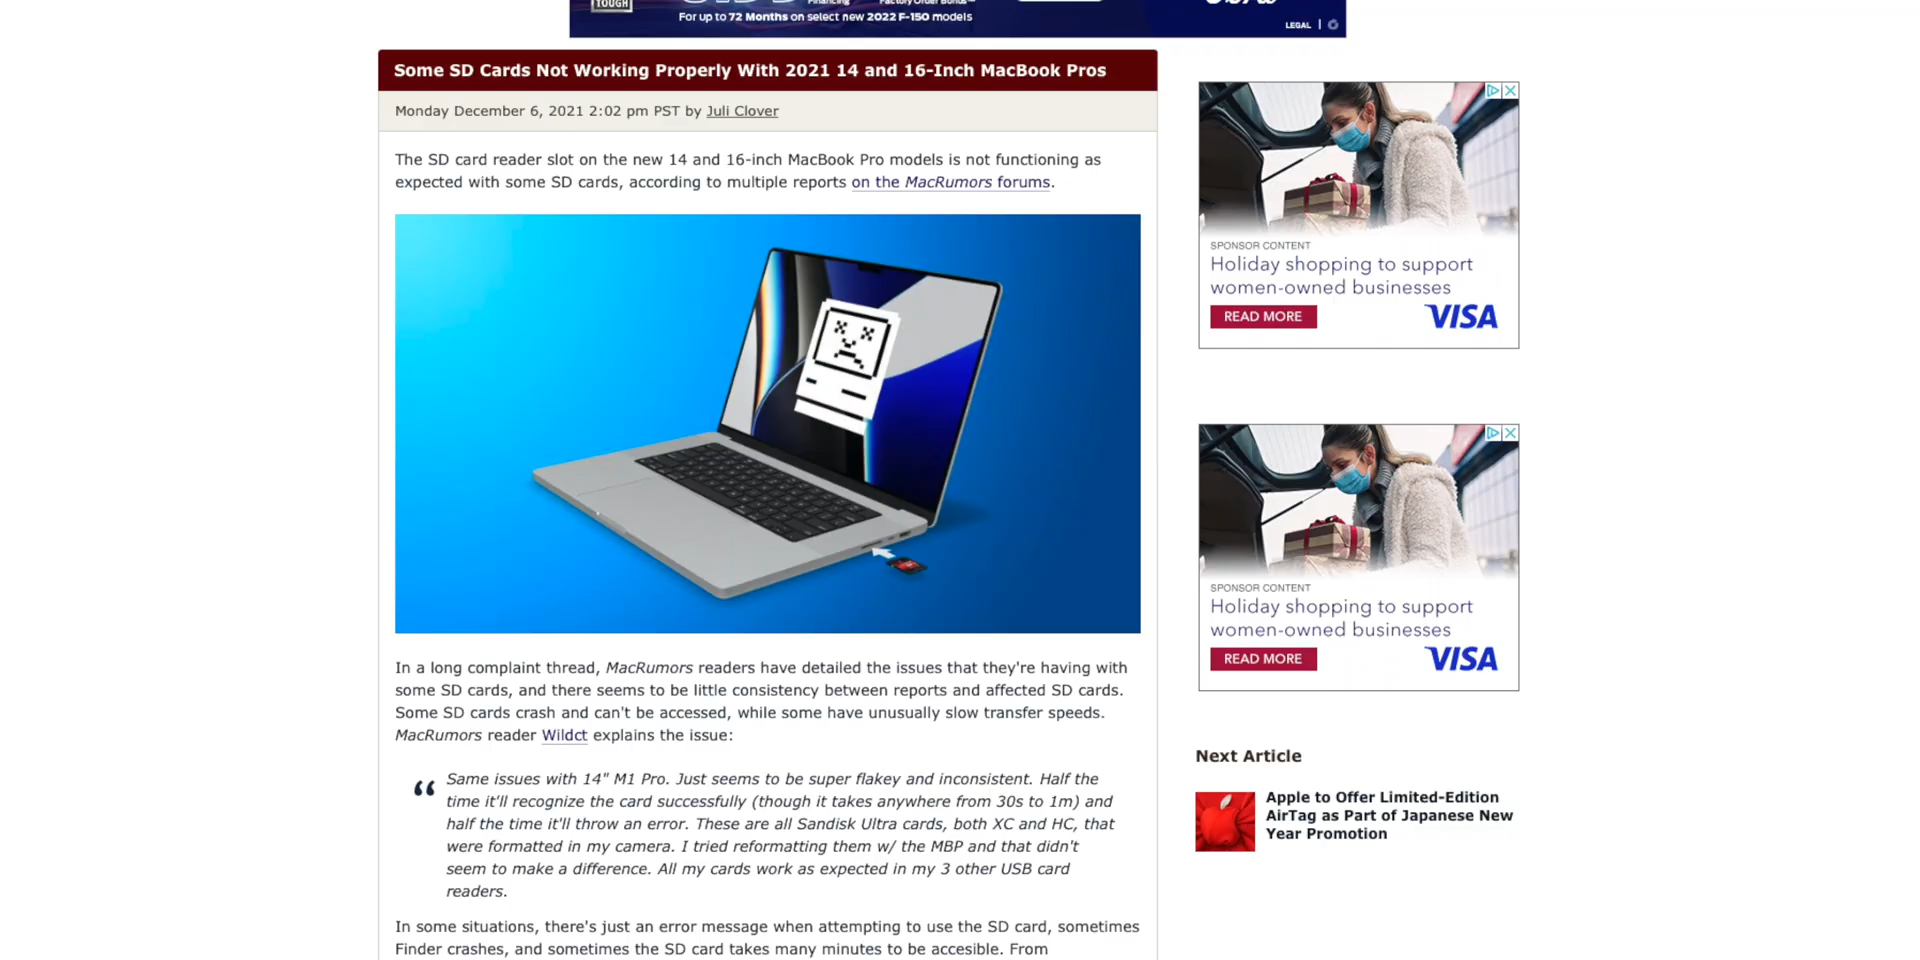 TOUGH
For up to 72 Months on select new 2022 F-150 models
LEGAL
Some SD Cards Not Working Properly With 2021 14 and 16-Inch MacBook Pros
Monday December 6, 2021 2:02 pm PST by Juli Clover
The SD card reader slot on the new 14 and 16-inch MacBook Pro models is not functioning as
expected with some SD cards, according to multiple reports on the MacRumors forums.
In a long complaint thread, MacRumors readers have detailed the issues that they're having with
some SD cards, and there seems to be little consistency between reports and affected SD cards.
Some SD cards crash and can't be accessed, while some have unusually slow transfer speeds.
MacRumors reader Wildct explains the issue:
“ Same issues with 14" M1 Pro. Just seems to be super flakey and inconsistent. Half the
time it'll recognize the card successfully (though it takes anywhere from 30s to 1m) and
half the time it'll throw an error. These are all Sandisk Ultra cards, both XC and HC, that
were formatted in my camera. I tried reformatting them w/ the MBP and that didn't
seem to make a difference. All my cards work as expected in my 3 other USB card
readers.
In some situations, there's just an error message when attempting to use the SD card, sometimes
Finder crashes, and sometimes the SD card takes many minutes to be accesible. From
SPONSOR CONTENT
Holiday shopping to support
women-owned businesses
READ MORE
VISA
SPONSOR CONTENT
Holiday shopping to support
women-owned businesses
READ MORE
VISA
Next Article
Apple to Offer Limited-Edition
AirTag as Part of Japanese New
Year Promotion